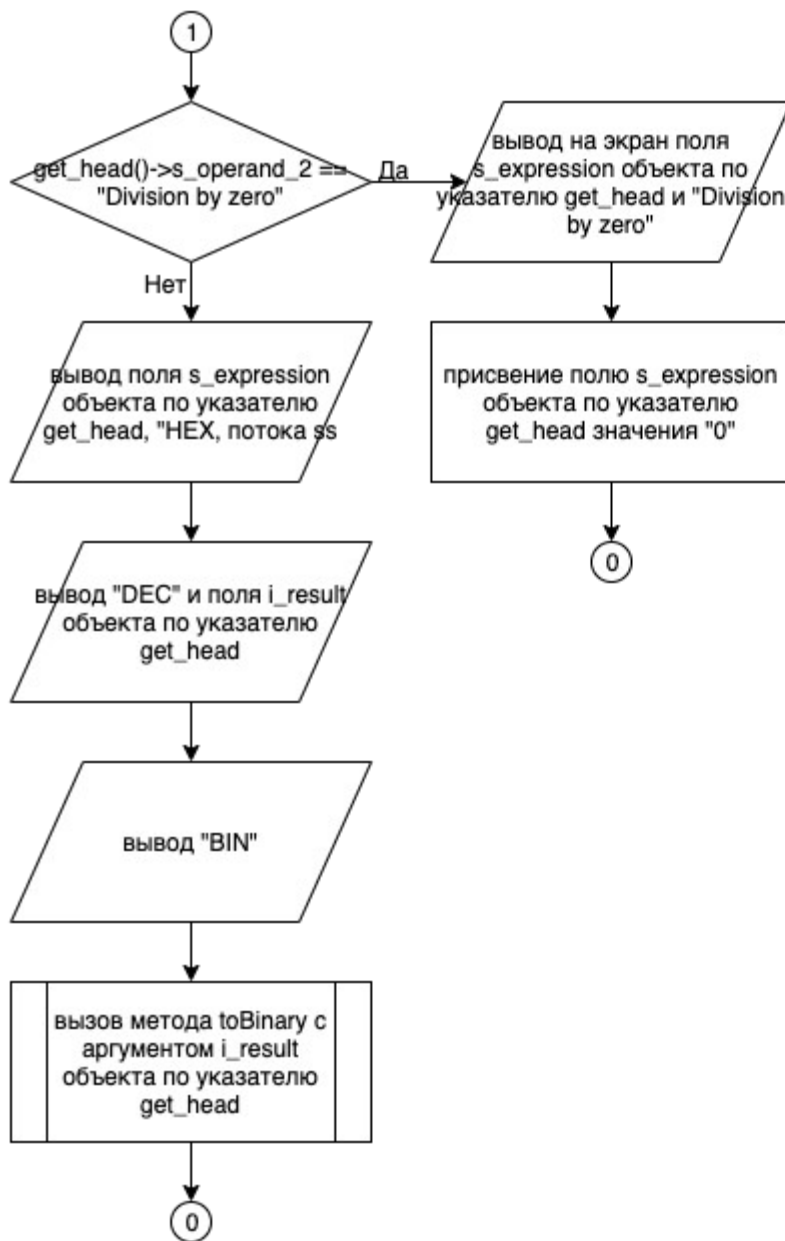 1
get_head()->s_operand_2 ==
"Division by zero"
Да
вывод на экран поля
s_expression объекта по
указателю get_head и "Division
by zero"
Нет
вывод поля s_expression
объекта по указателю
get_head, "HEX, потока ss
присвение полю s_expression
объекта по указателю
get_head значения "0"
0
вывод "DEC" и поля i_result
объекта по указателю
get_head
вывод "BIN"
вызов метода toBinary с
аргументом i_result
объекта по указателю
get_head
0